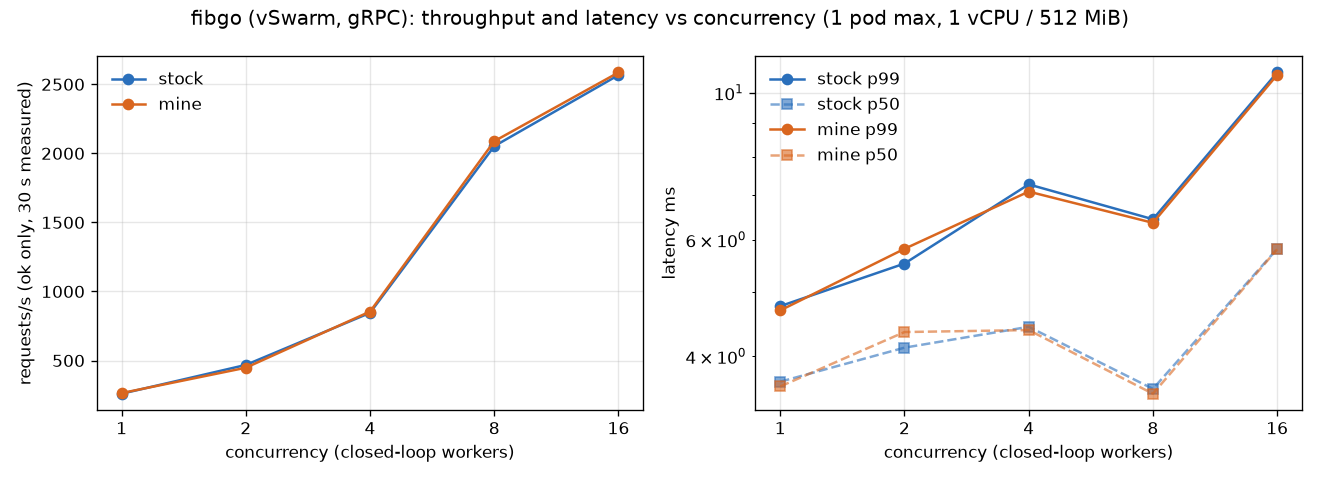 fibgo (vSwarm, gRPC): throughput and latency vs concurrency (1 pod max, 1 vCPU / 512 MiB)
requests/s (ok only, 30 s measured)
2500
2000
1500
1000
500
stock
mine
1
2
4
8
16
concurrency (closed-loop workers)
latency ms
10¹
6 × 10⁰
4 × 10⁰
stock p99
stock p50
mine p99
mine p50
1
2
4
8
16
concurrency (closed-loop workers)